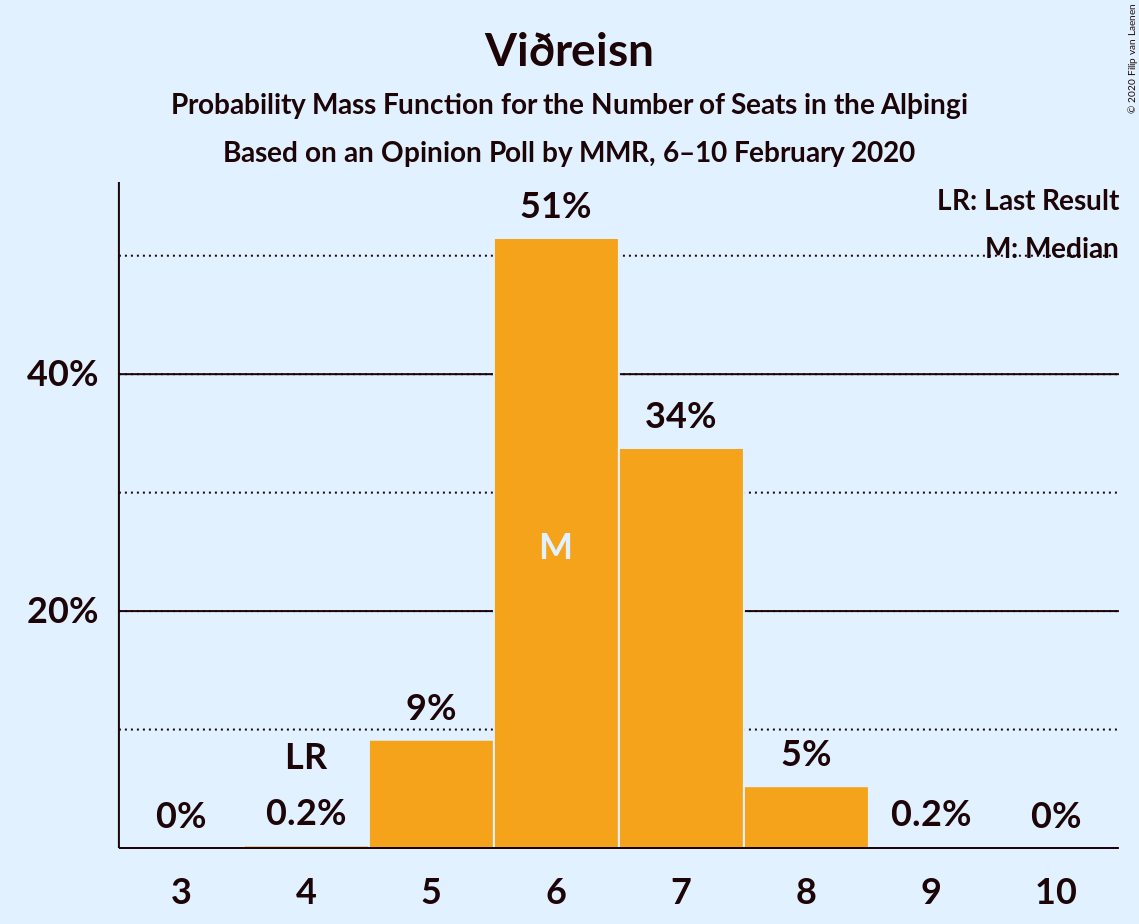 Viðreisn
Probability Mass Function for the Number of Seats in the Alþingi
Based on an Opinion Poll by MMR, 6–10 February 2020
© 2020 Filip van Laenen
LR: Last Result
M: Median
51%
40%
34%
M
20%
9%
LR
5%
0%
0.2%
0.2%
0%
3 4 5 6 7 8 9 10